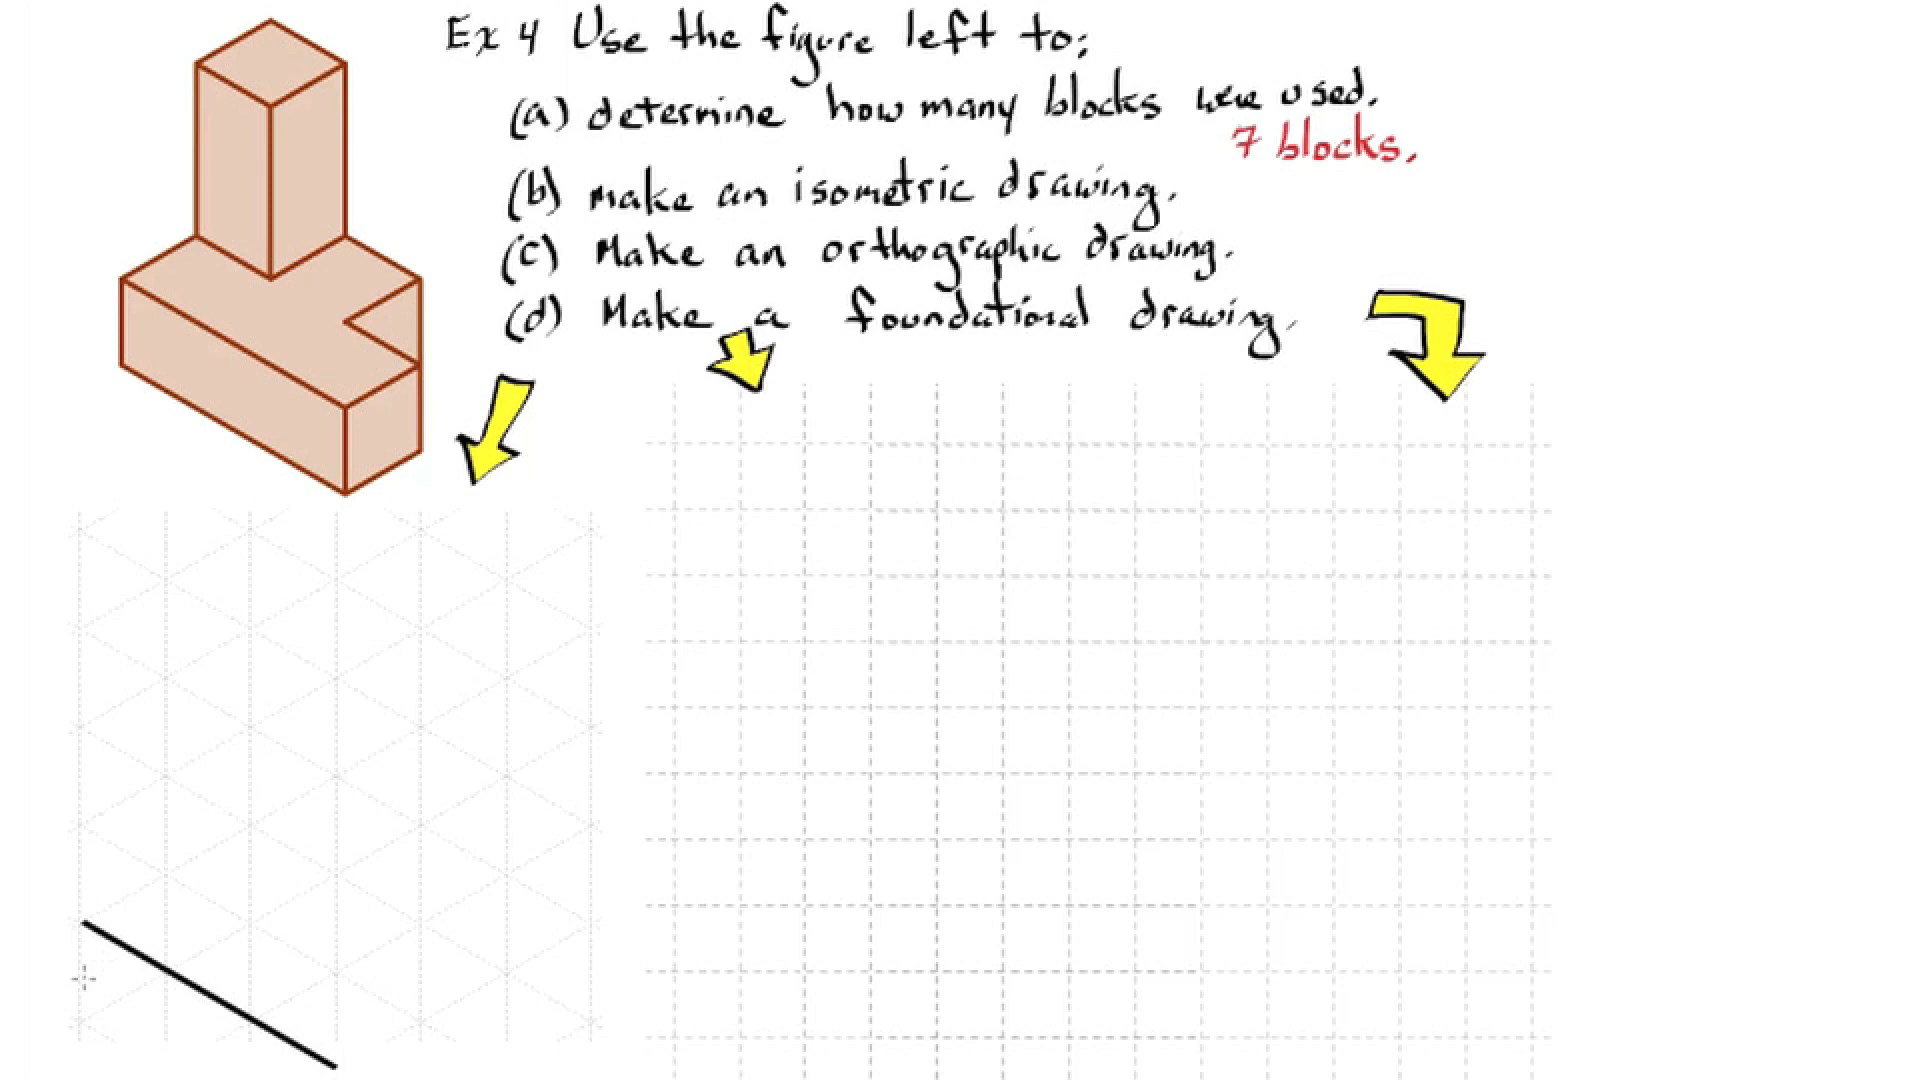 Ex 4 Use the figure left to:
(a) determine how many blocks were used.
7 blocks.
(b) make an isometric drawing.
(c) Make an orthographic drawing.
(d) Make a foundational drawing.